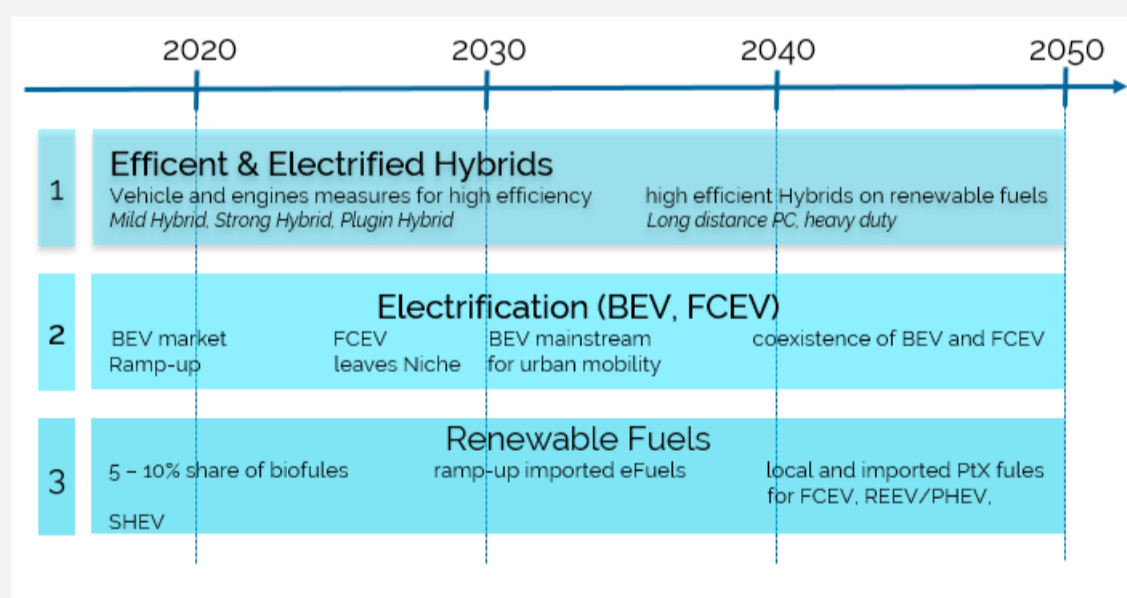 2020 2030 2040 2050
1
Efficent & Electrified Hybrids
Vehicle and engines measures for high efficiency high efficient Hybrids on renewable fuels
Mild Hybrid, Strong Hybrid, Plugin Hybrid Long distance PC, heavy duty
2
Electrification (BEV, FCEV)
BEV market FCEV BEV mainstream coexistence of BEV and FCEV
Ramp-up leaves Niche for urban mobility
3
Renewable Fuels
5 – 10% share of biofules ramp-up imported eFuels local and imported PtX fules
for FCEV, REEV/PHEV,
SHEV